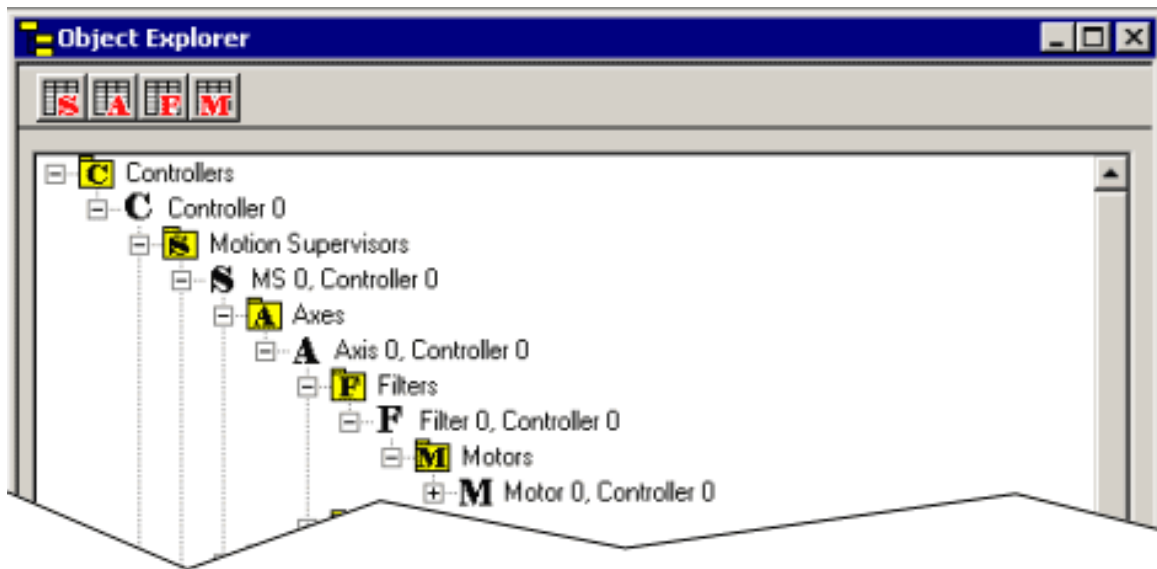 Object Explorer
S A F M
C Controllers
C Controller 0
S Motion Supervisors
S MS 0, Controller 0
A Axes
A Axis 0, Controller 0
F Filters
F Filter 0, Controller 0
M Motors
M Motor 0, Controller 0